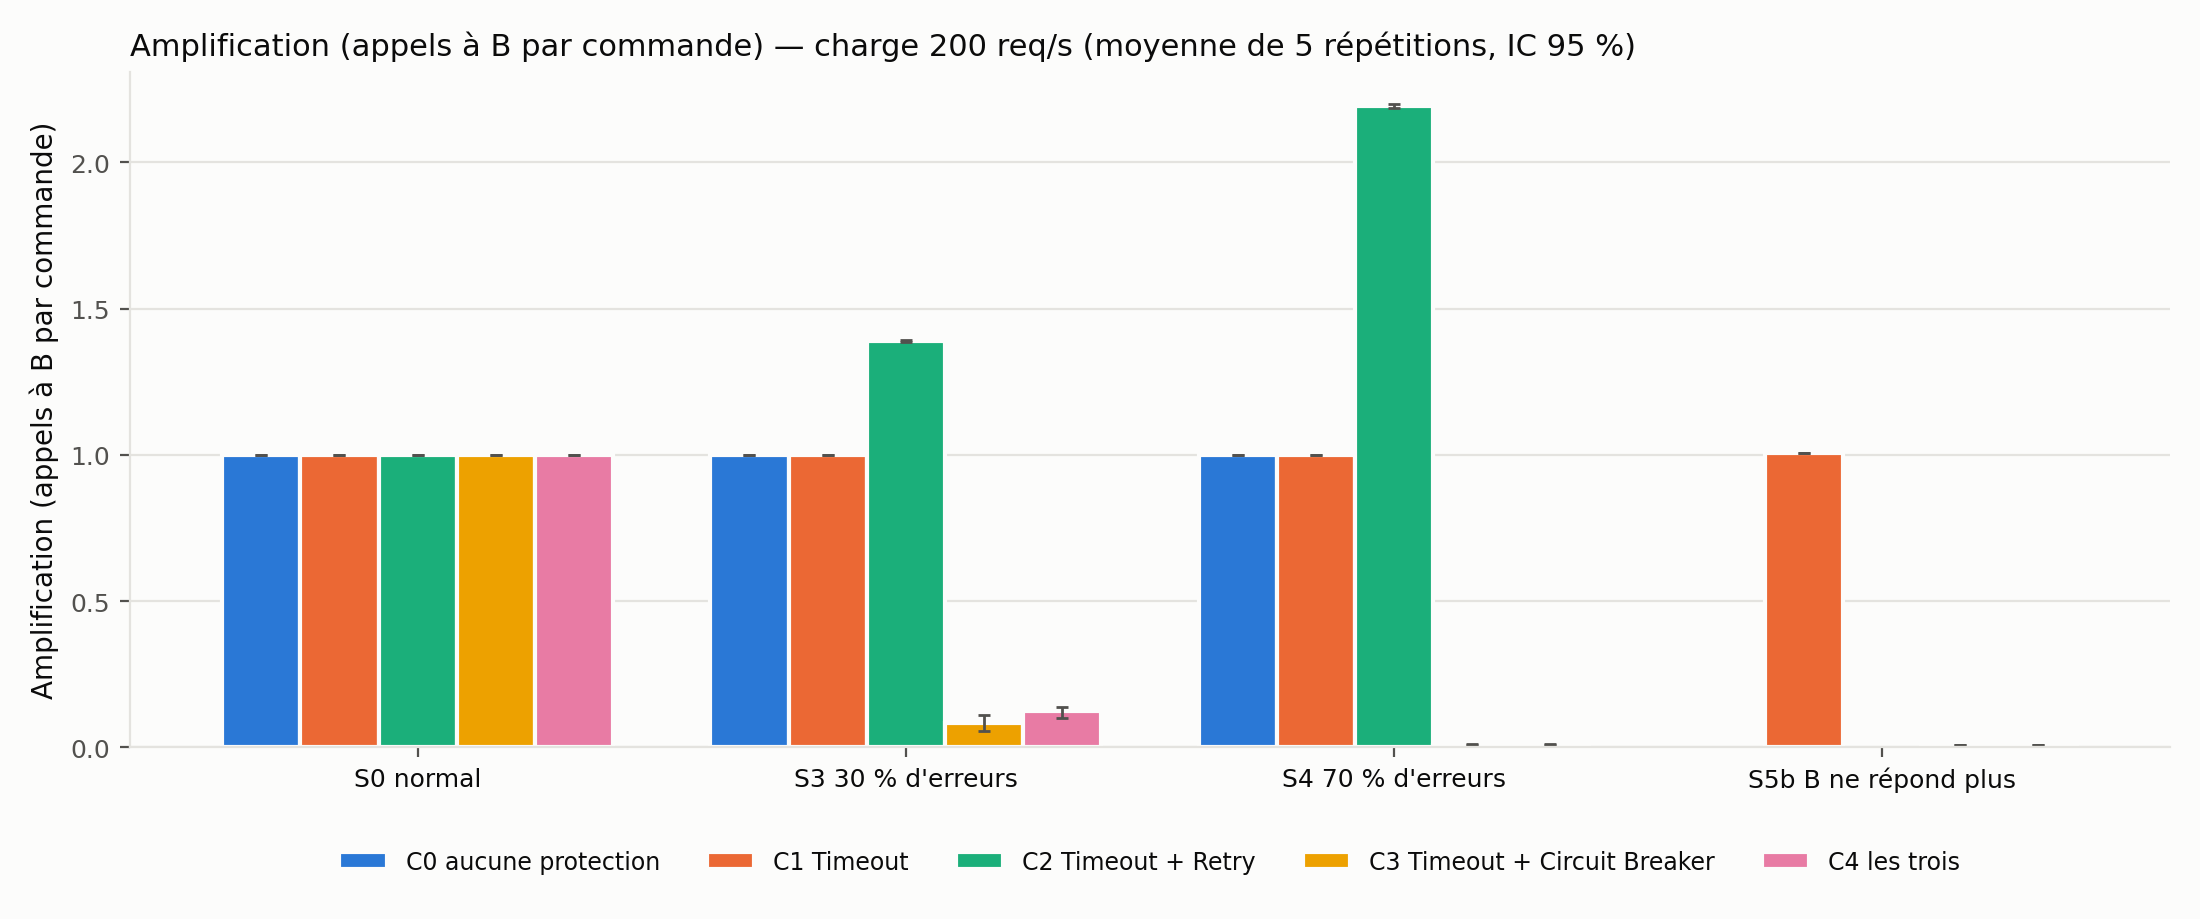 Amplification (appels à B par commande) — charge 200 req/s (moyenne de 5 répétitions, IC 95 %)
Amplification (appels à B par commande)
2.0
1.5
1.0
0.5
0.0
S0 normal
S3 30 % d'erreurs
S4 70 % d'erreurs
S5b B ne répond plus
C0 aucune protection
C1 Timeout
C2 Timeout + Retry
C3 Timeout + Circuit Breaker
C4 les trois